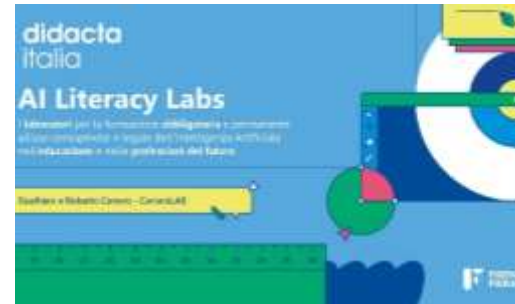 didacta
italia
AI Literacy Labs
I laboratori per la formazione obbligatoria e permanente
all'uso consapevole e legale dell'Intelligenza Artificiale
nell'educazione e nelle professioni del futuro
e Roberto